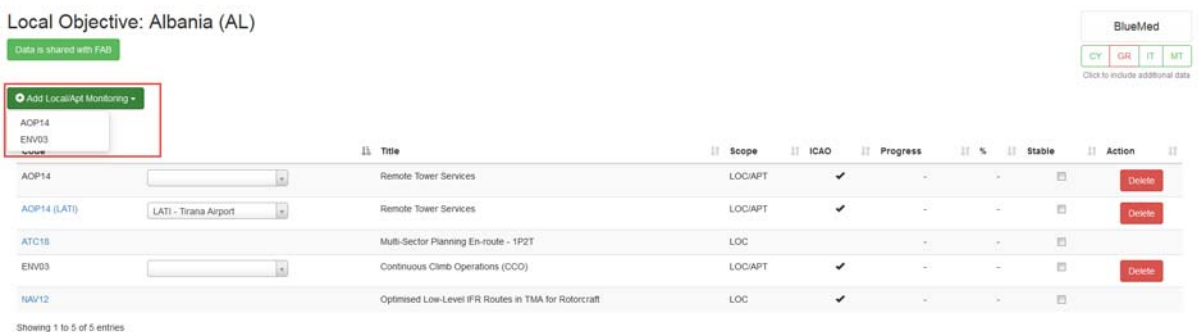 Local Objective: Albania (AL)
BlueMed
Data is shared with FAB
CY GR IT MT
Click to include additional data
Add Local/Apt Monitoring
AOP14
ENV03
Code Title Scope ICAO Progress % Stable Action
AOP14 Remote Tower Services LOC/APT - - Delete
AOP14 (LATI) LATI - Tirana Airport Remote Tower Services LOC/APT - - Delete
ATC18 Multi-Sector Planning En-route - 1P2T LOC - -
ENV03 Continuous Climb Operations (CCO) LOC/APT - - Delete
NAV12 Optimised Low-Level IFR Routes in TMA for Rotorcraft LOC - -
Showing 1 to 5 of 5 entries